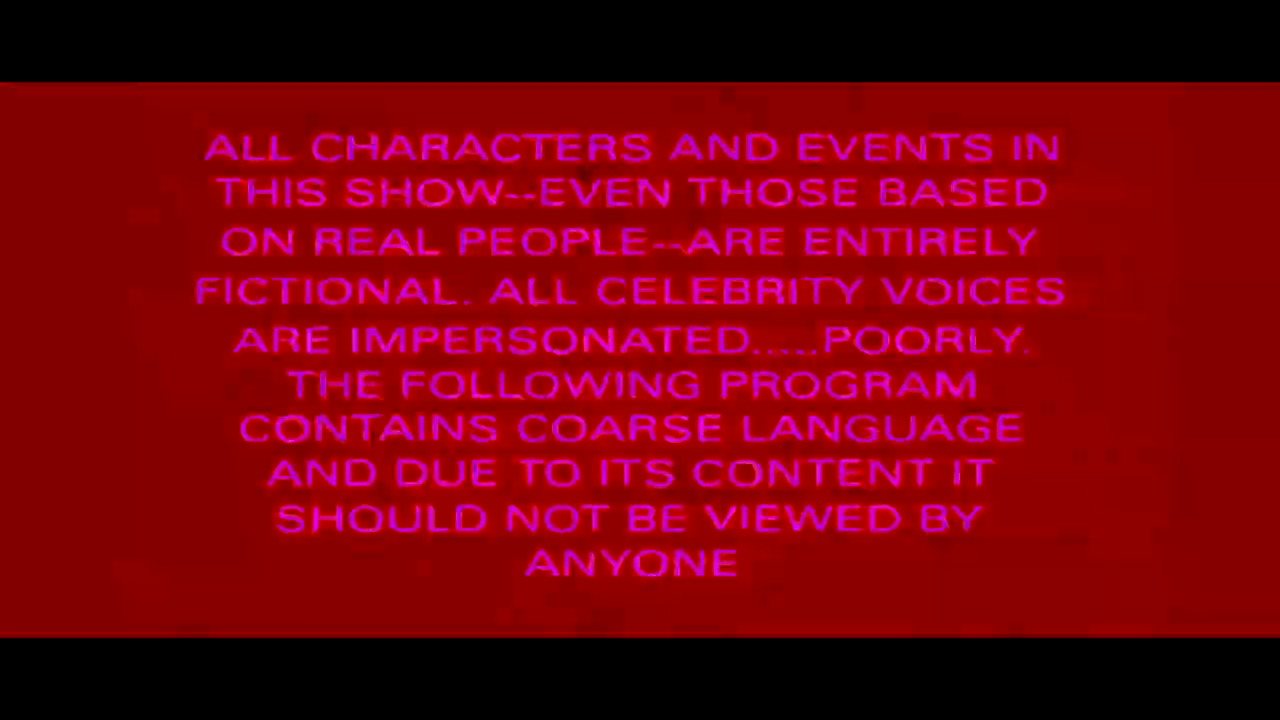 ALL CHARACTERS AND EVENTS IN
THIS SHOW--EVEN THOSE BASED
ON REAL PEOPLE--ARE ENTIRELY
FICTIONAL. ALL CELEBRITY VOICES
ARE IMPERSONATED.....POORLY.
THE FOLLOWING PROGRAM
CONTAINS COARSE LANGUAGE
AND DUE TO ITS CONTENT IT
SHOULD NOT BE VIEWED BY
ANYONE